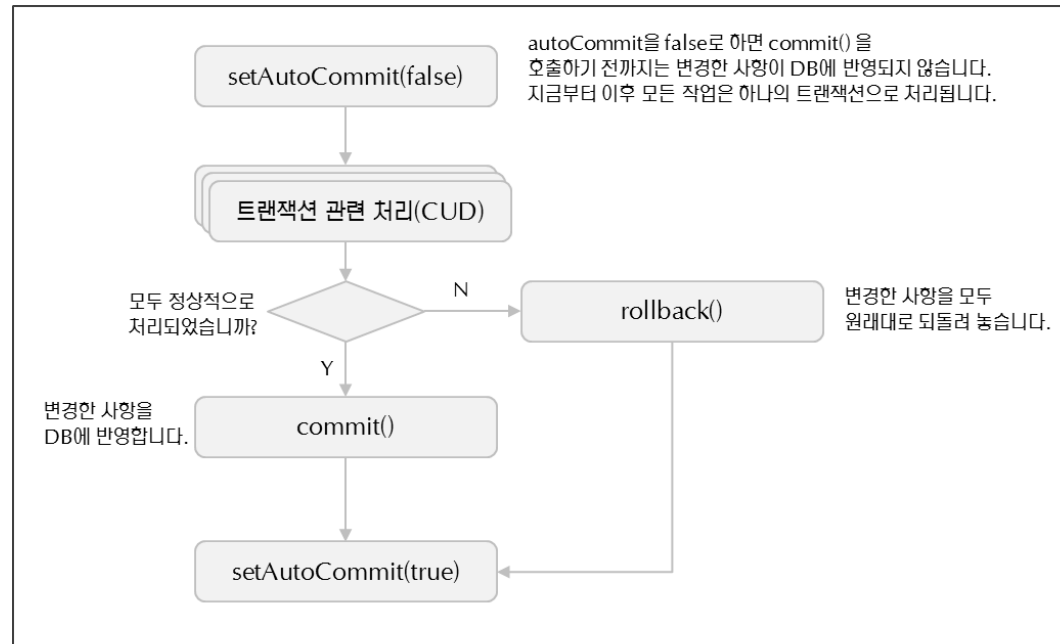 setAutoCommit(false)
autoCommit을 false로 하면 commit() 을
호출하기 전까지는 변경한 사항이 DB에 반영되지 않습니다.
지금부터 이후 모든 작업은 하나의 트랜잭션으로 처리됩니다.
트랜잭션 관련 처리(CUD)
모두 정상적으로
처리되었습니까?
N
rollback()
변경한 사항을 모두
원래대로 되돌려 놓습니다.
Y
변경한 사항을
DB에 반영합니다.
commit()
setAutoCommit(true)